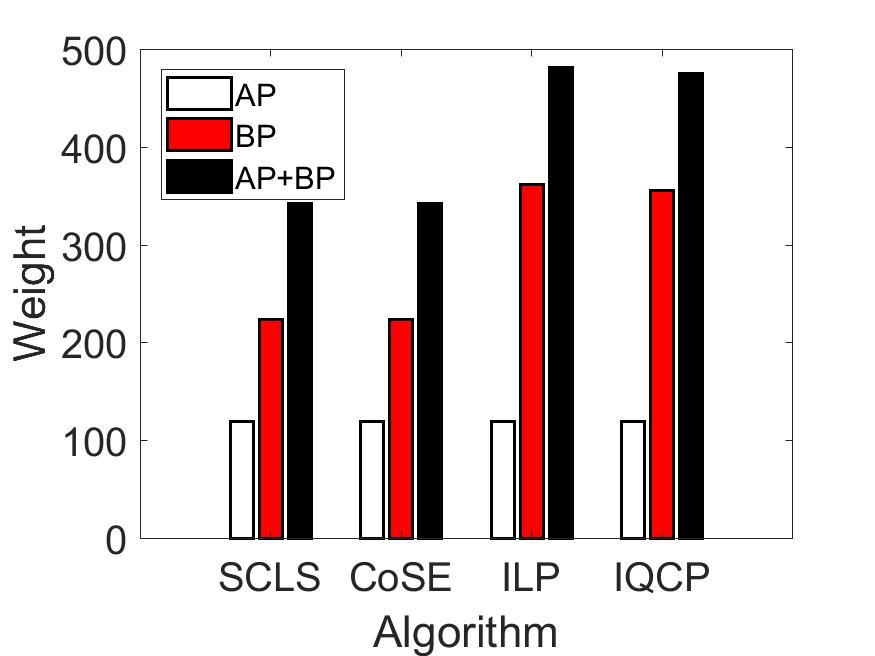 500
400
300
200
100
0
Weight
AP
BP
AP+BP
SCLS CoSE ILP IQCP
Algorithm